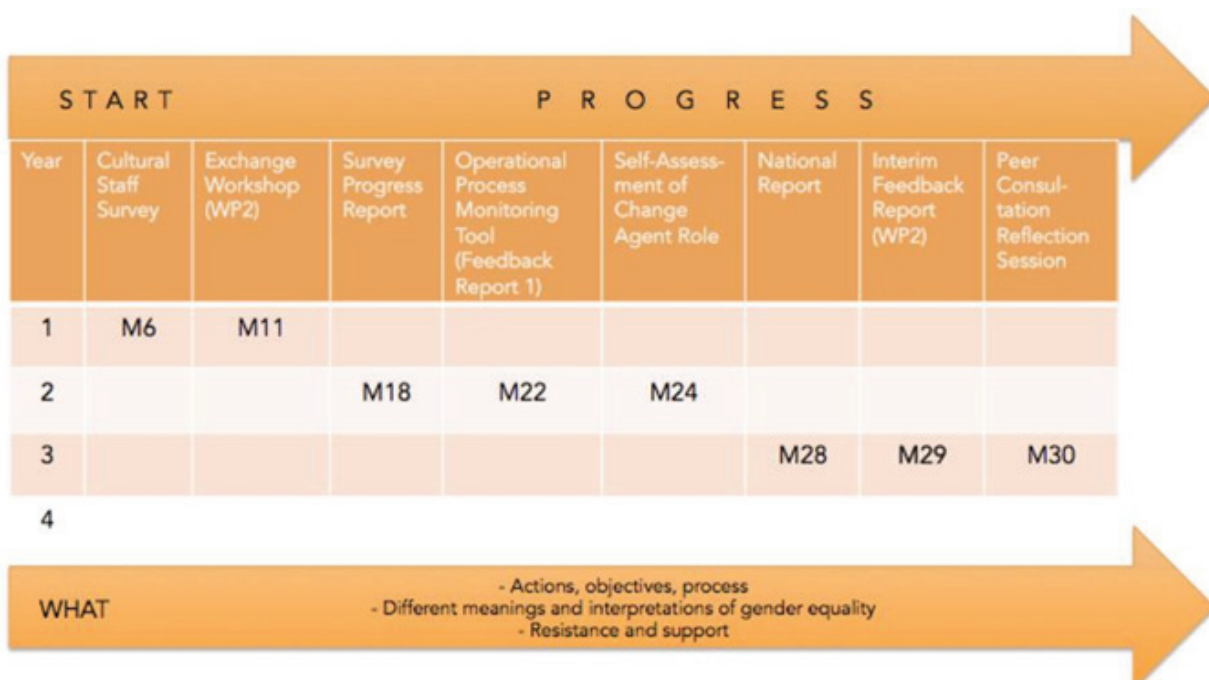 START PROGRESS
Year
Cultural
Staff
Survey
Exchange
Workshop
(WP2)
Survey
Progress
Report
Operational
Process
Monitoring
Tool
(Feedback
Report 1)
Self-Assess-
ment of
Change
Agent Role
National
Report
Interim
Feedback
Report
(WP2)
Peer
Consul-
tation
Reflection
Session
1 M6 M11
2 M18 M22 M24
3 M28 M29 M30
4
WHAT
- Actions, objectives, process
- Different meanings and interpretations of gender equality
- Resistance and support